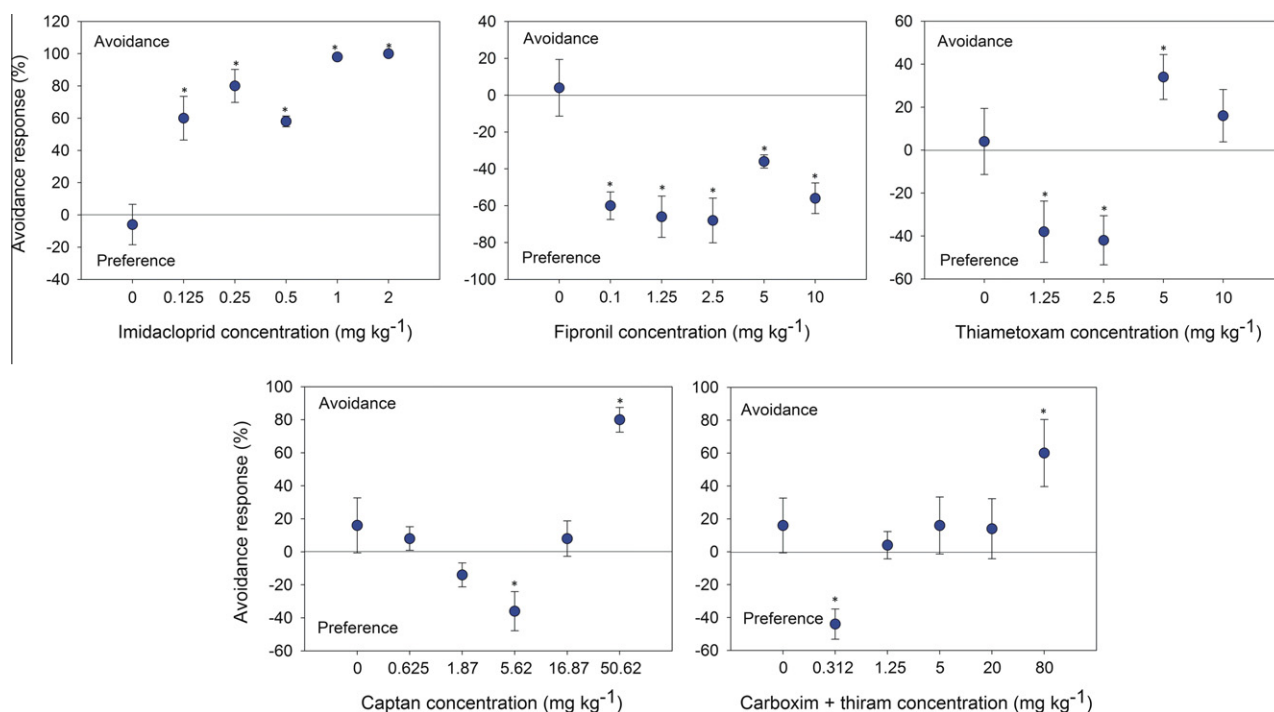 120
100
80
60
40
20
0
-20
-40
Avoidance response (%)
Avoidance
Preference
* * * * *
0 0.125 0.25 0.5 1 2
Imidacloprid concentration (mg kg-1)
40
20
0
-20
-40
-60
-80
-100
Avoidance
Preference
* * * * *
0 0.1 1.25 2.5 5 10
Fipronil concentration (mg kg-1)
60
40
20
0
-20
-40
-60
Avoidance
Preference
* * *
0 1.25 2.5 5 10
Thiametoxam concentration (mg kg-1)
100
80
60
40
20
0
-20
-40
-60
Avoidance response (%)
Avoidance
Preference
* *
0 0.625 1.87 5.62 16.87 50.62
Captan concentration (mg kg-1)
100
80
60
40
20
0
-20
-40
-60
Avoidance
Preference
* *
0 0.312 1.25 5 20 80
Carboxim + thiram concentration (mg kg-1)